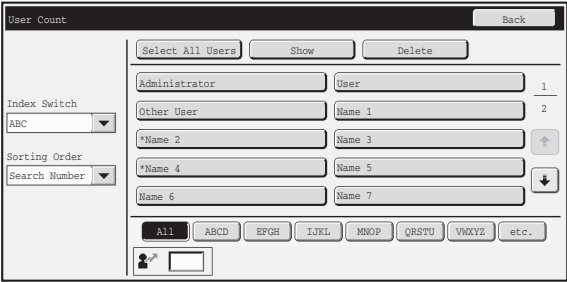 User Count Back
Select All Users Show Delete
Administrator User
Other User Name 1
*Name 2 Name 3
*Name 4 Name 5
Name 6 Name 7
1
2
Index Switch
ABC
Sorting Order
Search Number
All ABCD EFGH IJKL MNOP QRSTU VWXYZ etc.